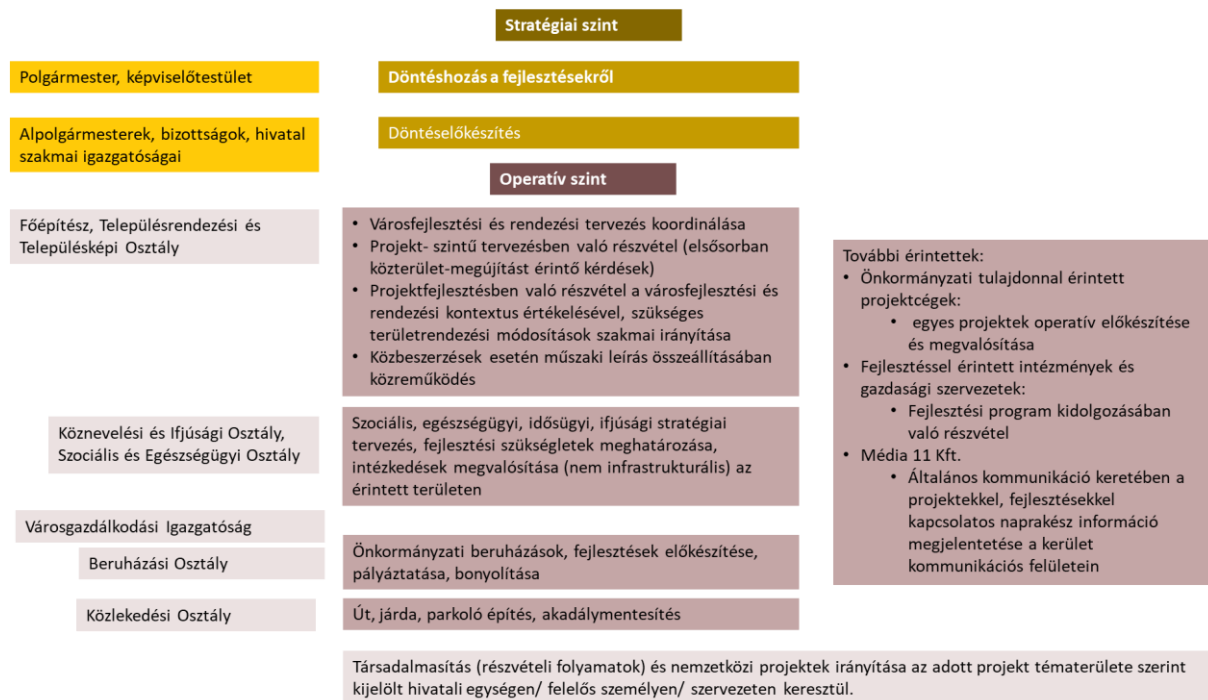 Stratégiai szint
Polgármester, képviselőtestület
Döntéshozás a fejlesztésekről
Alpolgármesterek, bizottságok, hivatal
szakmai igazgatóságai
Döntéselőkészítés
Operatív szint
Főépítész, Településrendezési és
Településképi Osztály
• Városfejlesztési és rendezési tervezés koordinálása
• Projekt- szintű tervezésben való részvétel (elsősorban
közterület-megújítást érintő kérdések)
• Projektfejlesztésben való részvétel a városfejlesztési és
rendezési kontextus értékelésével, szükséges
területrendezési módosítások szakmai irányítása
• Közbeszerzések esetén műszaki leírás összeállításában
közreműködés
Köznevelési és Ifjúsági Osztály,
Szociális és Egészségügyi Osztály
Szociális, egészségügyi, idősügyi, ifjúsági stratégiai
tervezés, fejlesztési szükségletek meghatározása,
intézkedések megvalósítása (nem infrastrukturális) az
érintett területen
Városgazdálkodási Igazgatóság
Beruházási Osztály
Önkormányzati beruházások, fejlesztések előkészítése,
pályáztatása, bonyolítása
Közlekedési Osztály
Út, járda, parkoló építés, akadálymentesítés
További érintettek:
• Önkormányzati tulajdonnal érintett
projektcégek:
• egyes projektek operatív előkészítése
és megvalósítása
• Fejlesztéssel érintett intézmények és
gazdasági szervezetek:
• Fejlesztési program kidolgozásában
való részvétel
• Média 11 Kft.
• Általános kommunikáció keretében a
projektekkel, fejlesztésekkel
kapcsolatos naprakész információ
megjelentetése a kerület
kommunikációs felületein
Társadalmasítás (részvételi folyamatok) és nemzetközi projektek irányítása az adott projekt tématerülete szerint
kijelölt hivatali egységen/ felelős személyen/ szervezeten keresztül.